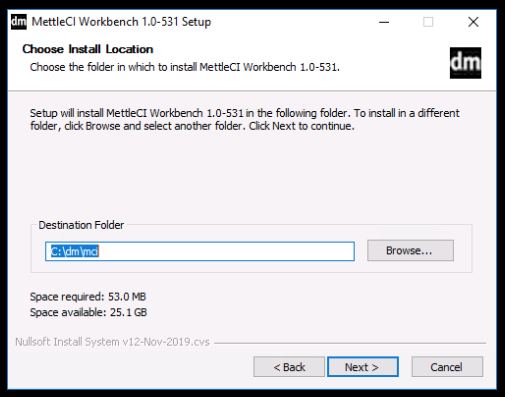 dm MettleCI Workbench 1.0-531 Setup
Choose Install Location
Choose the folder in which to install MettleCI Workbench 1.0-531.
dm
Setup will install MettleCI Workbench 1.0-531 in the following folder. To install in a different
folder, click Browse and select another folder. Click Next to continue.
Destination Folder
C:\dm\mci
Browse...
Space required: 53.0 MB
Space available: 25.1 GB
Nullsoft Install System v12-Nov-2019.cvs
< Back
Next >
Cancel